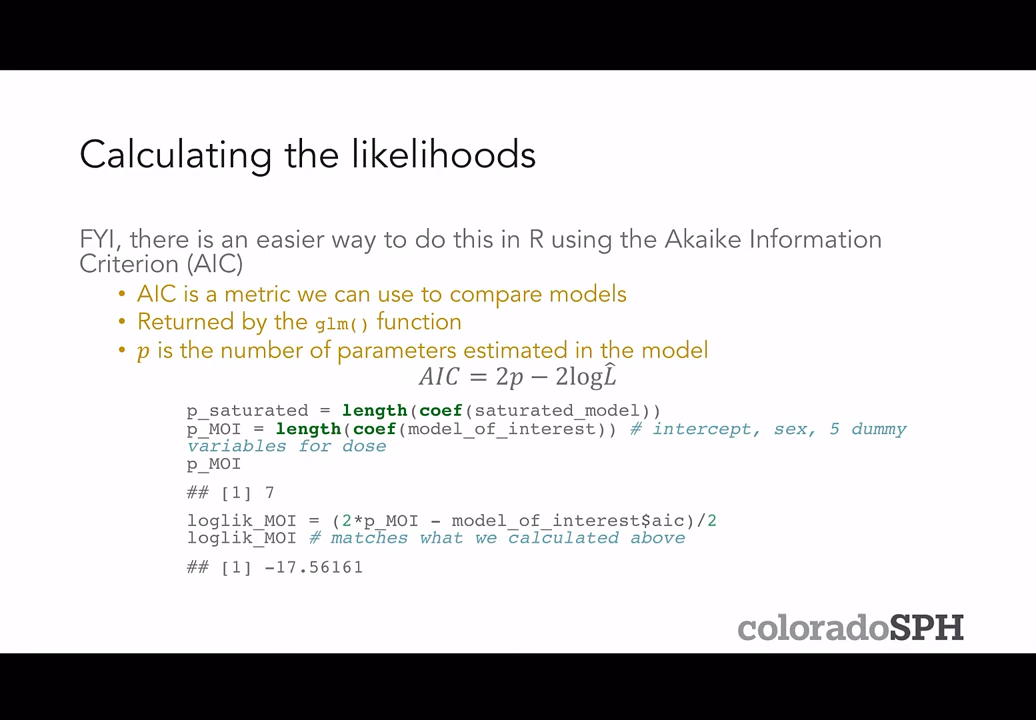 Calculating the likelihoods
FYI, there is an easier way to do this in R using the Akaike Information
Criterion (AIC)
• AIC is a metric we can use to compare models
• Returned by the glm() function
• p is the number of parameters estimated in the model
AIC = 2p − 2logL̂
p_saturated = length(coef(saturated_model))
p_MOI = length(coef(model_of_interest)) # intercept, sex, 5 dummy
variables for dose
p_MOI
## [1] 7
loglik_MOI = (2*p_MOI - model_of_interest$aic)/2
loglik_MOI # matches what we calculated above
## [1] -17.56161
coloradoSPH